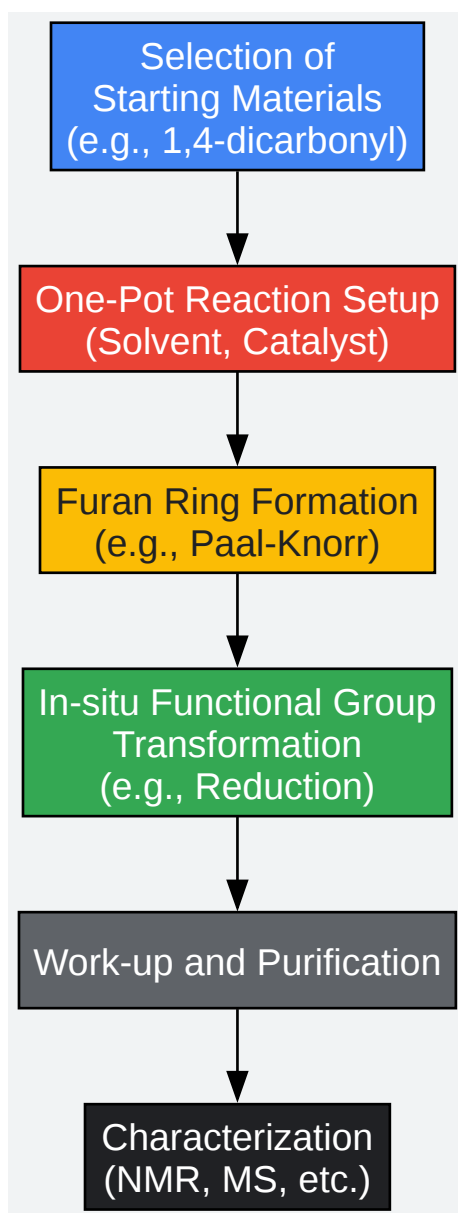 Selection of
Starting Materials
(e.g., 1,4-dicarbonyl)
One-Pot Reaction Setup
(Solvent, Catalyst)
Furan Ring Formation
(e.g., Paal-Knorr)
In-situ Functional Group
Transformation
(e.g., Reduction)
Work-up and Purification
Characterization
(NMR, MS, etc.)